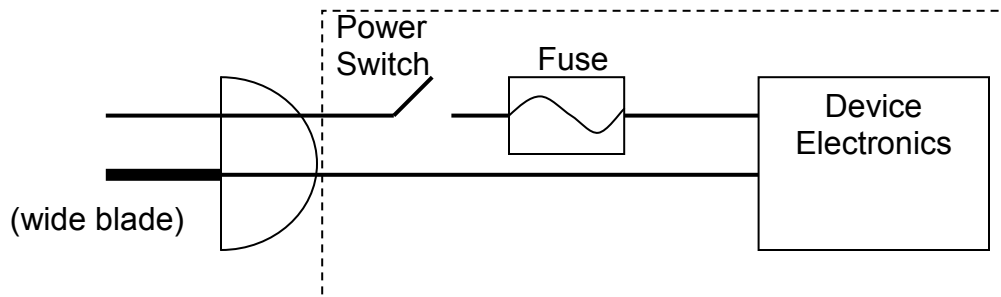 Power
Switch
Fuse
Device
Electronics
(wide blade)